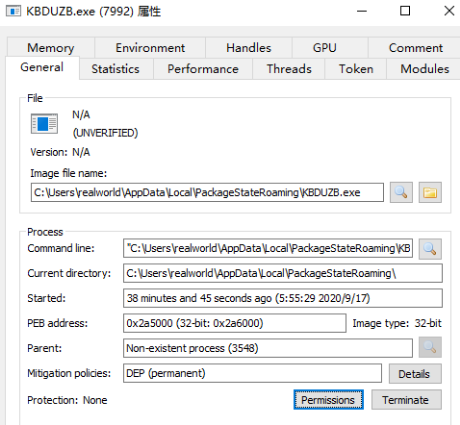 KBDUZB.exe (7992) 属性
Memory Environment Handles GPU Comment
General Statistics Performance Threads Token Modules
File
N/A
(UNVERIFIED)
Version: N/A
Image file name:
C:\Users\realworld\AppData\Local\PackageStateRoaming\KBDUZB.exe
Process
Command line: "C:\Users\realworld\AppData\Local\PackageStateRoaming\KB
Current directory: C:\Users\realworld\AppData\Local\PackageStateRoaming\
Started: 38 minutes and 45 seconds ago (5:55:29 2020/9/17)
PEB address: 0x2a5000 (32-bit: 0x2a6000) Image type: 32-bit
Parent: Non-existent process (3548)
Mitigation policies: DEP (permanent) Details
Protection: None Permissions Terminate